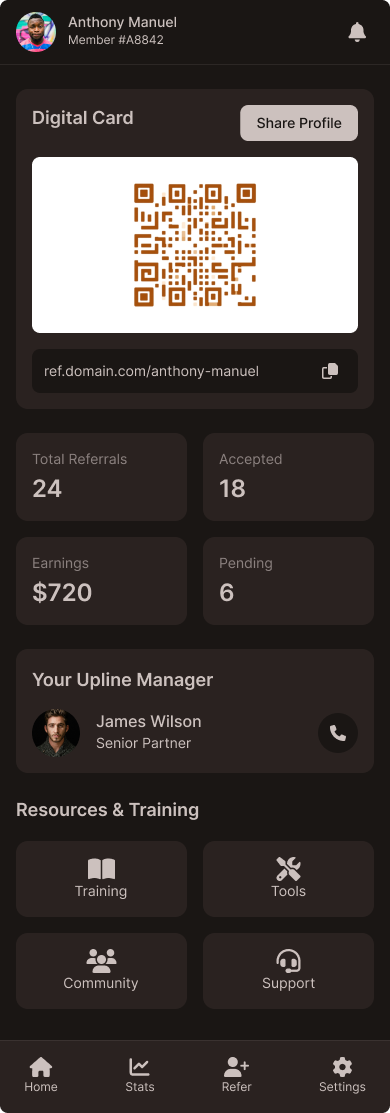 Anthony Manuel
Member #A8842
Digital Card
Share Profile
ref.domain.com/anthony-manuel
Total Referrals
24
Accepted
18
Earnings
$720
Pending
6
Your Upline Manager
James Wilson
Senior Partner
Resources & Training
Training
Tools
Community
Support
Home
Stats
Refer
Settings